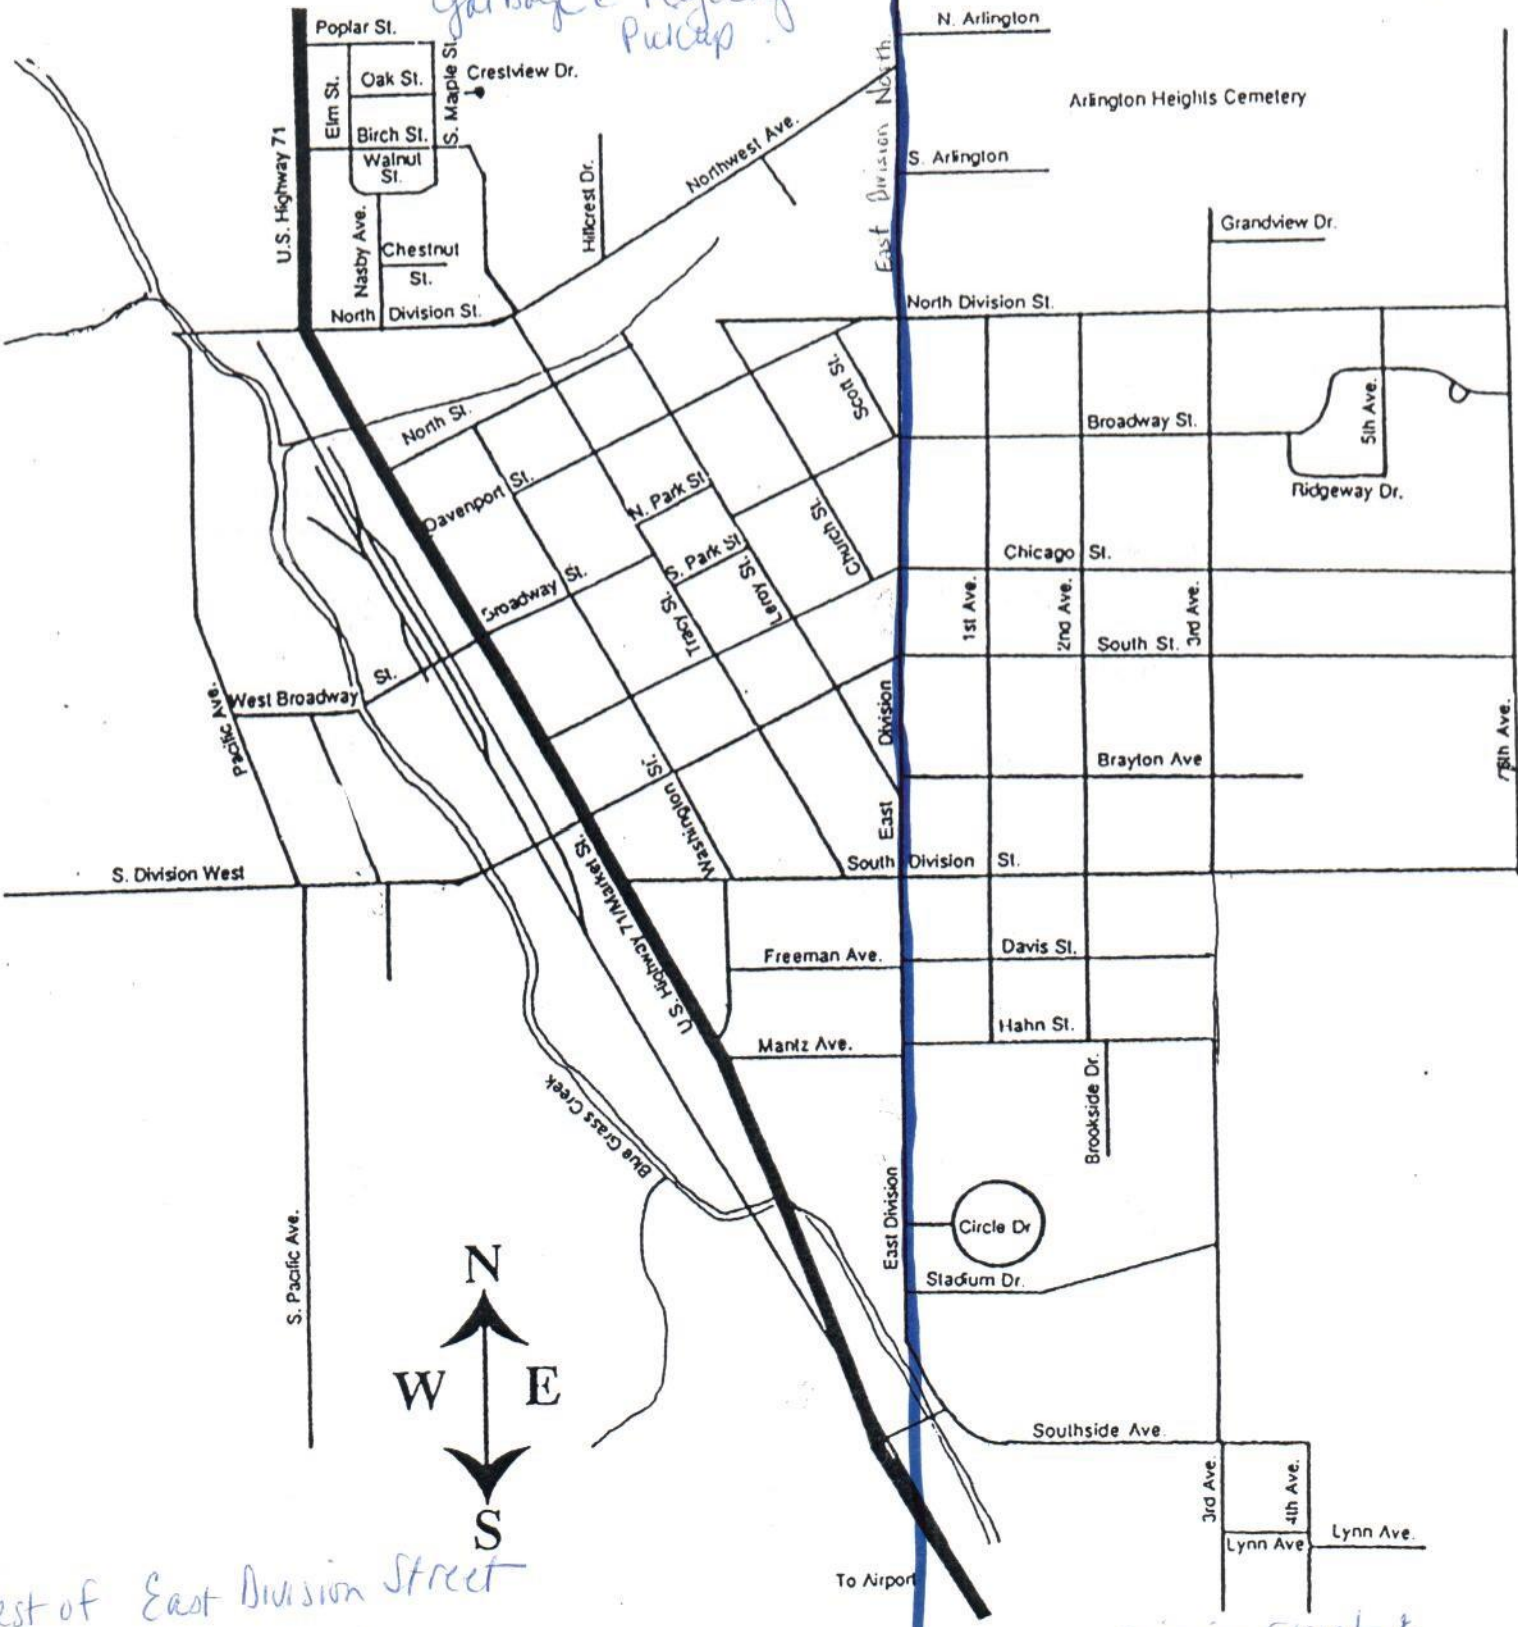 Garbage & Recycling
Pickup.
N. Arlington
Poplar St.
Oak St.
S. Maple St.
Crestview Dr.
Elm St.
Birch St.
Walnut
St.
U.S. Highway 71
Arlington Heights Cemetery
Northwest Ave.
East Division North
S. Arlington
Hillcrest Dr.
Grandview Dr.
Nasby Ave.
Chestnut
St.
North Division St.
North Division St.
Scott St.
North St.
Broadway St.
5th Ave.
Ridgeway Dr.
Davenport St.
N. Park St
Church St.
S. Park St
Leroy St.
Chicago St.
Broadway St.
Tracy St.
1st Ave.
2nd Ave.
3rd Ave.
South St.
West Broadway St.
Pacific Ave.
Division
East
Brayton Ave
Washington St.
U.S. Highway 71/Market St.
South Division St.
S. Division West
Freeman Ave.
Davis St.
Hahn St.
Mantz Ave.
Brookside Dr.
Blue Grass Creek
East Division
Circle Dr
Stadium Dr.
S. Pacific Ave.
N
W E
S
Southside Ave.
3rd Ave.
4th Ave.
Lynn Ave
Lynn Ave.
To Airport
of East Division Street